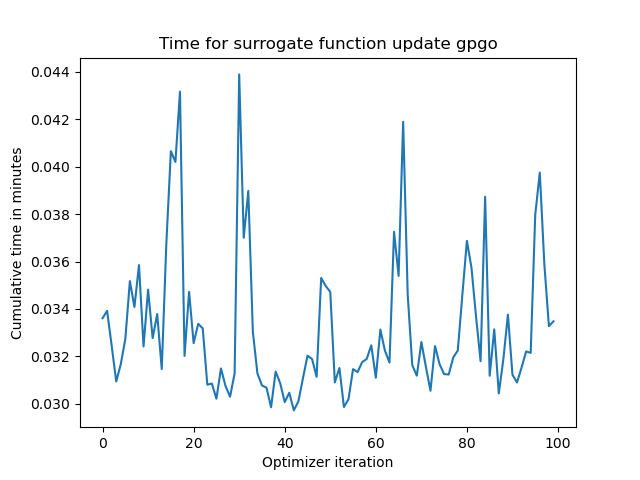 Time for surrogate function update gpgo
Cumulative time in minutes
0.044
0.042
0.040
0.038
0.036
0.034
0.032
0.030
0 20 40 60 80 100
Optimizer iteration